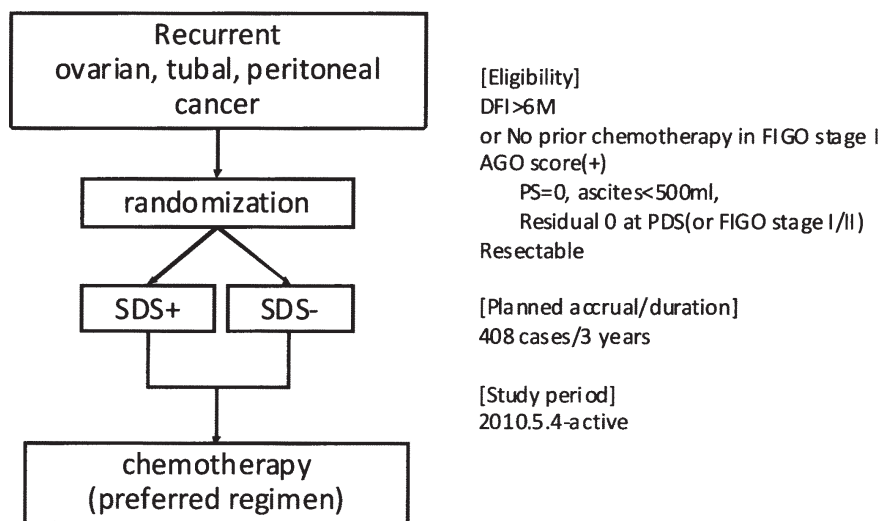 Recurrent
ovarian, tubal, peritoneal
cancer
randomization
SDS+
SDS-
chemotherapy
(preferred regimen)
[Eligibility]
DFI>6M
or No prior chemotherapy in FIGO stage I
AGO score(+)
PS=0, ascites<500ml,
Residual 0 at PDS(or FIGO stage I/II)
Resectable
[Planned accrual/duration]
408 cases/3 years
[Study period]
2010.5.4-active